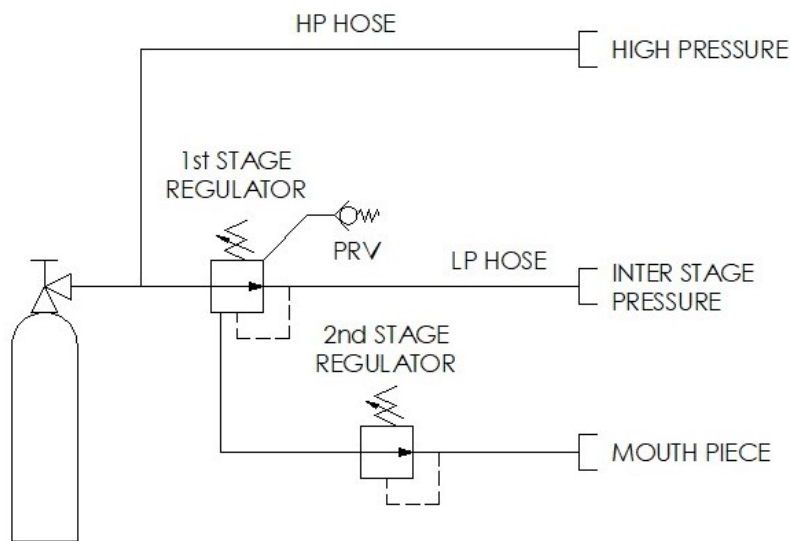 HP HOSE
HIGH PRESSURE
1st STAGE
REGULATOR
PRV
LP HOSE
INTER STAGE
PRESSURE
2nd STAGE
REGULATOR
MOUTH PIECE